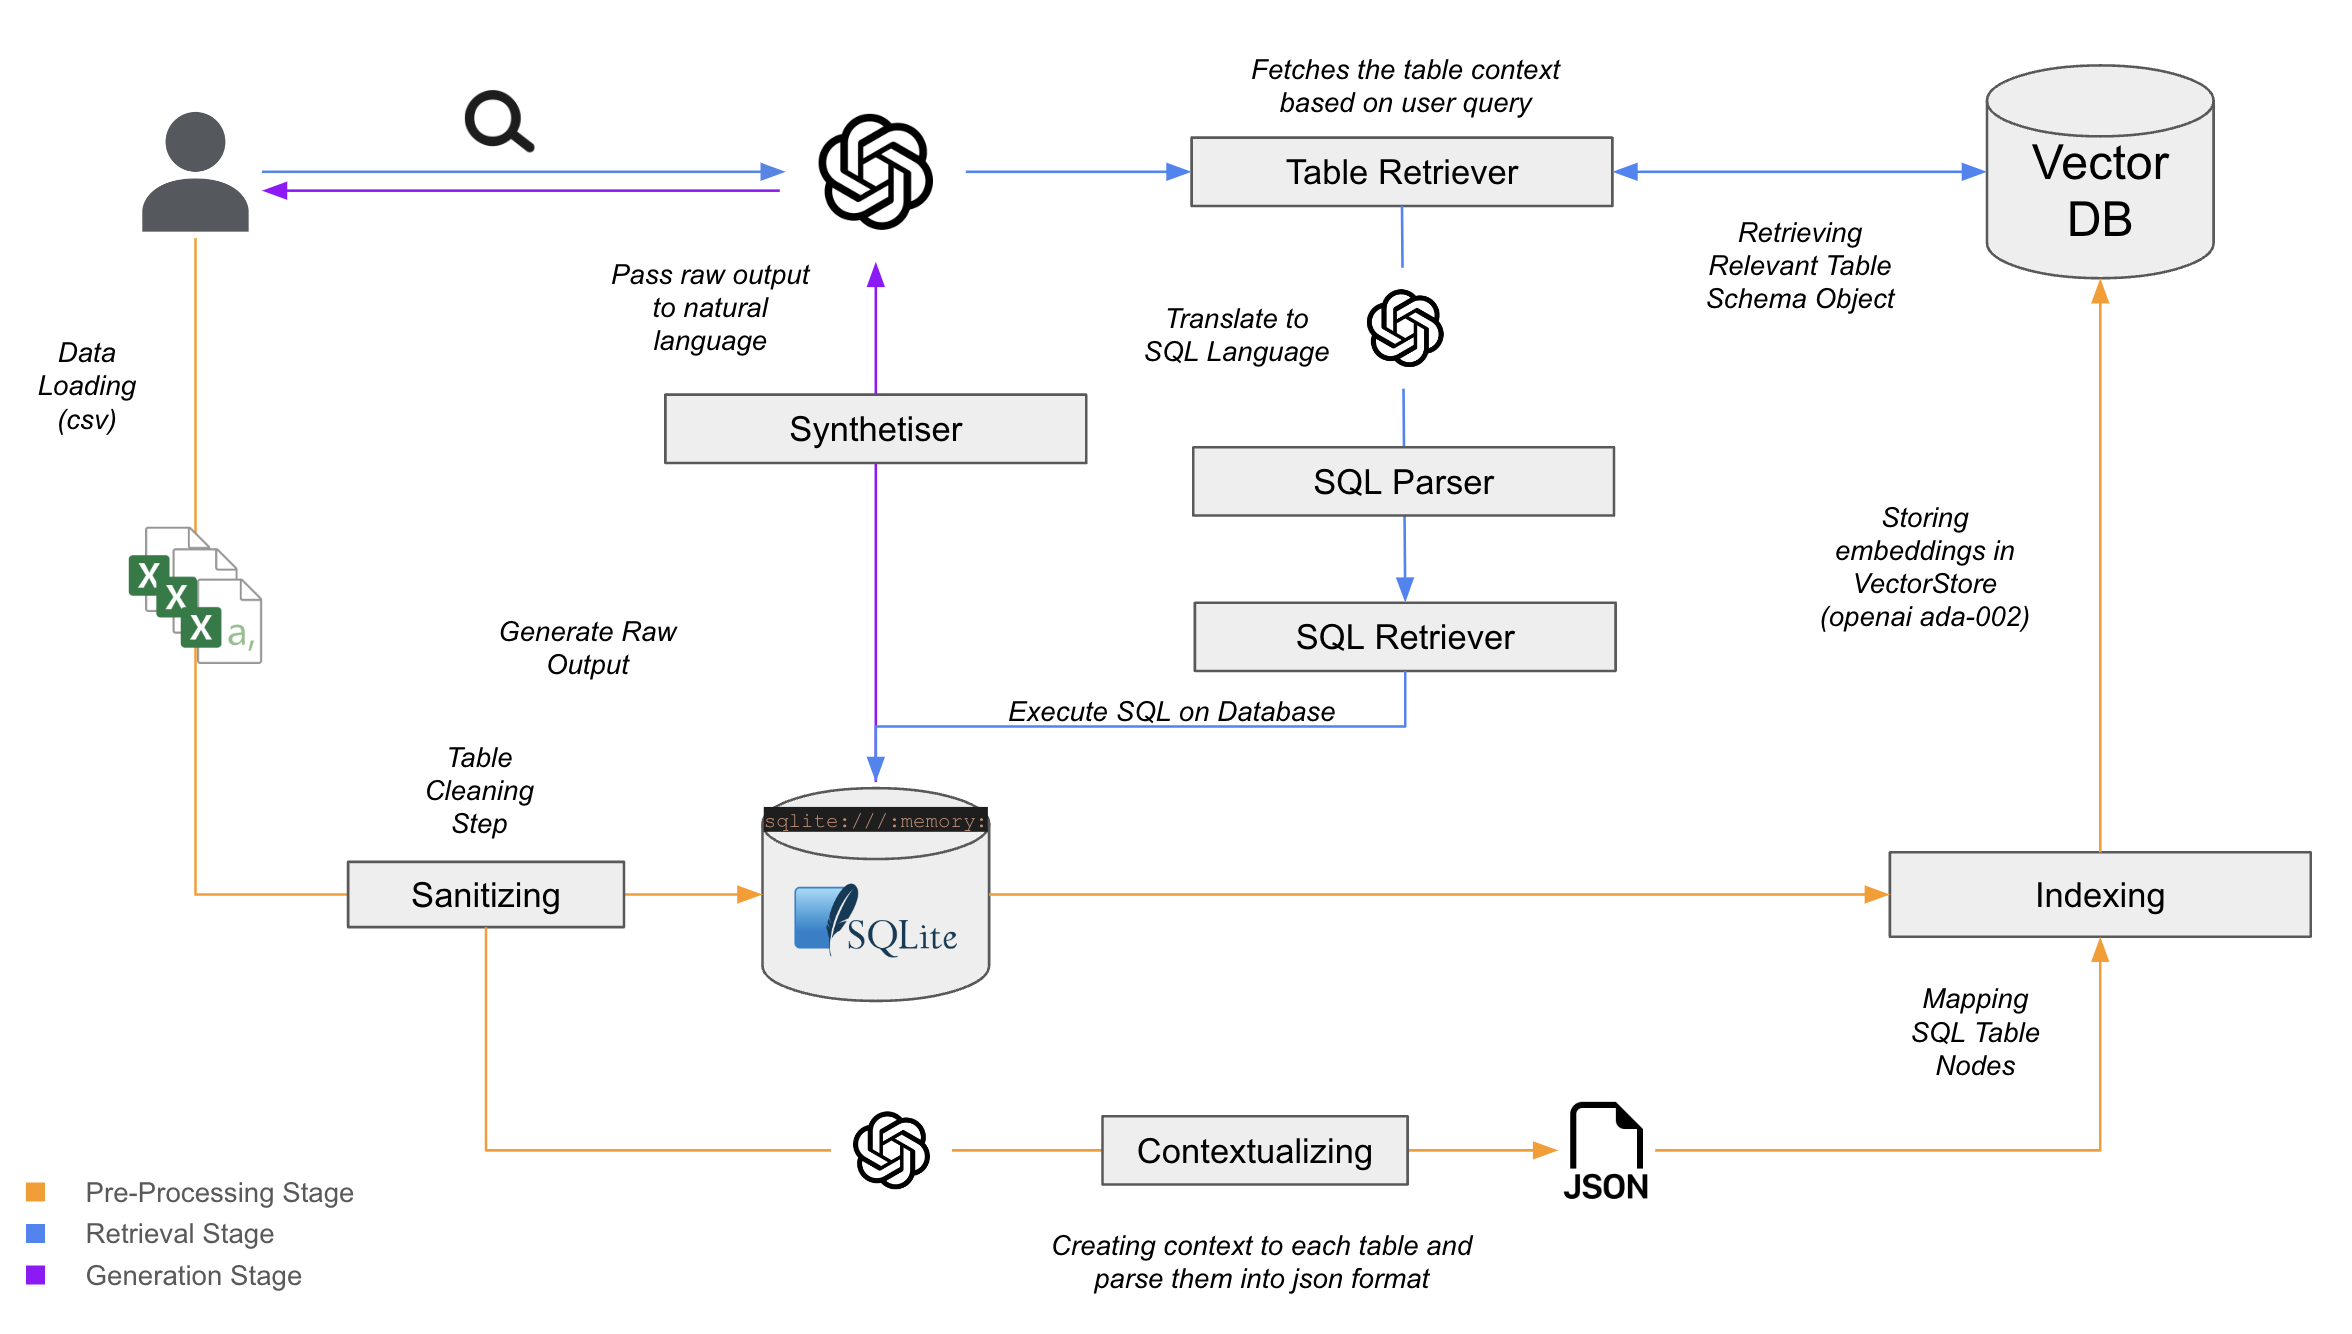 Fetches the table context
based on user query
Table Retriever
Vector
DB
Retrieving
Relevant Table
Schema Object
Pass raw output
to natural
language
Translate to
SQL Language
Data
Loading
(csv)
Synthetiser
SQL Parser
Storing
embeddings in
VectorStore
(openai ada-002)
X
X
X
a,
Generate Raw
Output
SQL Retriever
Execute SQL on Database
Table
Cleaning
Step
sqlite:///:memory:
Sanitizing
SQLite
Indexing
Mapping
SQL Table
Nodes
Contextualizing
JSON
Creating context to each table and
parse them into json format
Pre-Processing Stage
Retrieval Stage
Generation Stage